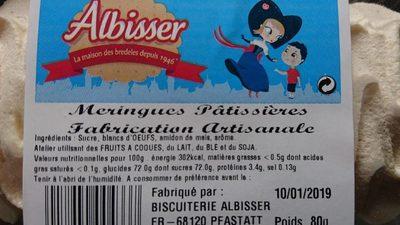 Albisser
La maison des bredeles depuis 1946
Meringues Pâtissières
Fabrication Artisanale
Ingrédients : Sucre, blancs d'OEUFS, amidon de maïs, arôme.
Atelier utilisant des FRUITS A COQUES, du LAIT, du BLE et du SOJA.
Valeurs nutritionnelles pour 100g : énergie 302kcal, matières grasses < 0.5g dont acides
gras saturés <0.1g, glucides 72.0g dont sucres 72.0g, protéines 3.4g, sel 0.13g
Tenir à l'abri de l'humidité. A consommer de préférence avant le :
Fabriqué par : 10/01/2019
BISCUITERIE ALBISSER
FR-68120 PFASTATT Poids 80g